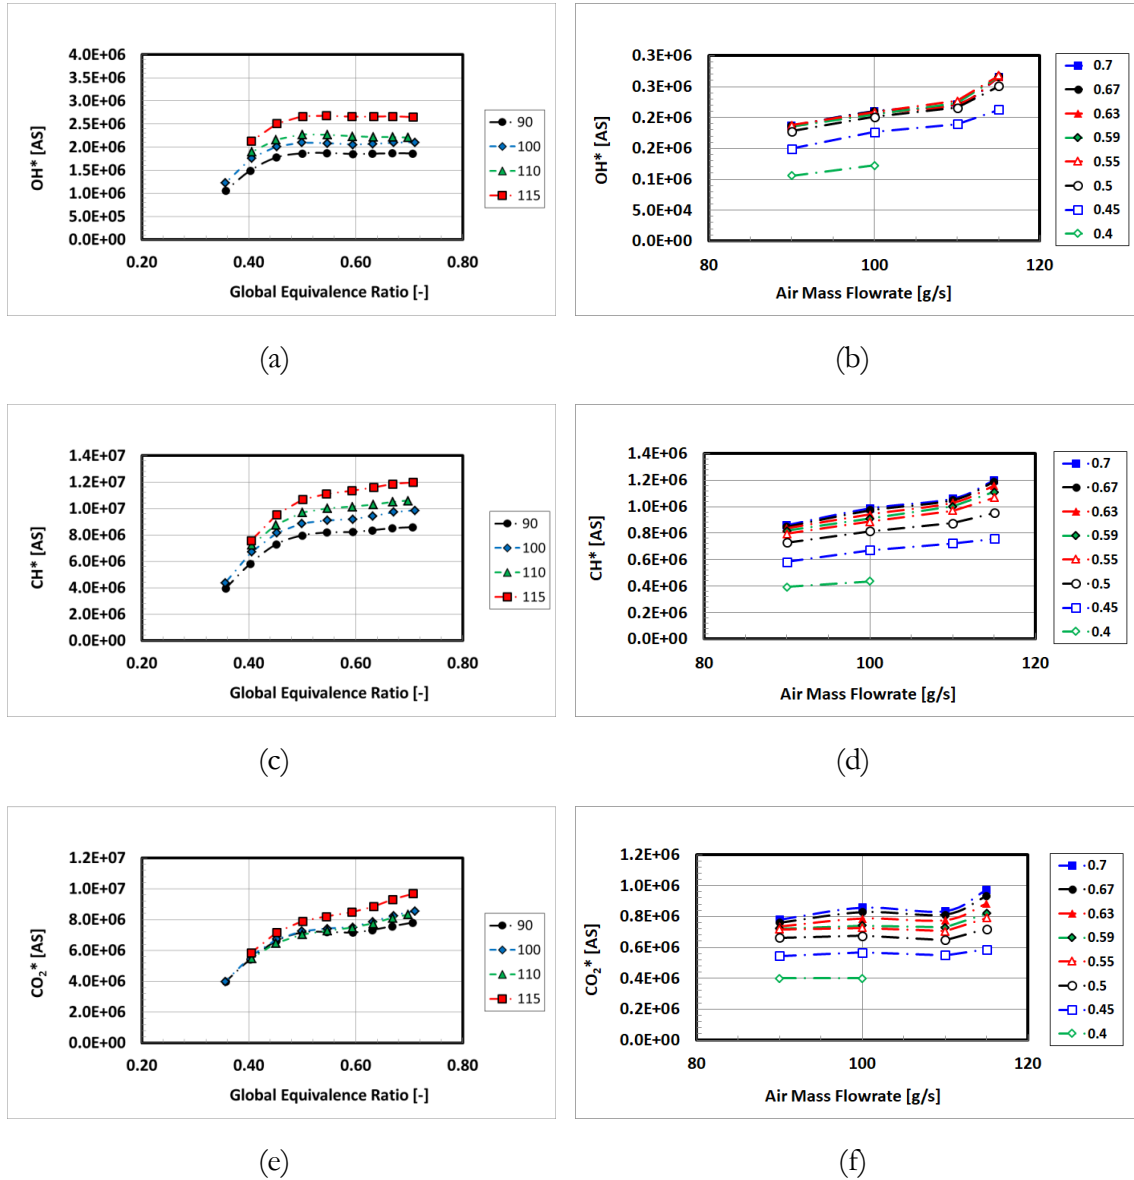 4.0E+06
3.5E+06
3.0E+06
2.5E+06
2.0E+06
1.5E+06
1.0E+06
5.0E+05
0.0E+00
OH* [AS]
0.20 0.40 0.60 0.80
Global Equivalence Ratio [-]
90
100
110
115
(a)
0.3E+06
0.3E+06
0.2E+06
0.2E+06
0.1E+06
5.0E+04
0.0E+00
OH* [AS]
80 100 120
Air Mass Flowrate [g/s]
0.7
0.67
0.63
0.59
0.55
0.5
0.45
0.4
(b)
1.4E+07
1.2E+07
1.0E+07
8.0E+06
6.0E+06
4.0E+06
2.0E+06
0.0E+00
CH* [AS]
0.20 0.40 0.60 0.80
Global Equivalence Ratio [-]
90
100
110
115
(c)
1.4E+06
1.2E+06
1.0E+06
0.8E+06
0.6E+06
0.4E+06
0.2E+06
0.0E+00
CH* [AS]
80 100 120
Air Mass Flowrate [g/s]
0.7
0.67
0.63
0.59
0.55
0.5
0.45
0.4
(d)
1.2E+07
1.0E+07
8.0E+06
6.0E+06
4.0E+06
2.0E+06
0.0E+00
CO₂* [AS]
0.20 0.40 0.60 0.80
Global Equivalence Ratio [-]
90
100
110
115
(e)
1.2E+06
1.0E+06
0.8E+06
0.6E+06
0.4E+06
0.2E+06
0.0E+06
CO₂* [As]
80 100 120
Air Mass Flowrate [g/s]
0.7
0.67
0.63
0.59
0.55
0.5
0.45
0.4
(f)